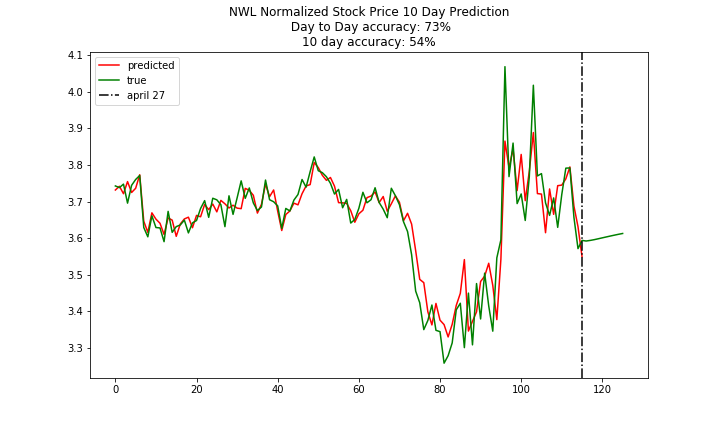 NWL Normalized Stock Price 10 Day Prediction
Day to Day accuracy: 73%
10 day accuracy: 54%
predicted
true
april 27
4.1
4.0
3.9
3.8
3.7
3.6
3.5
3.4
3.3
0 20 40 60 80 100 120